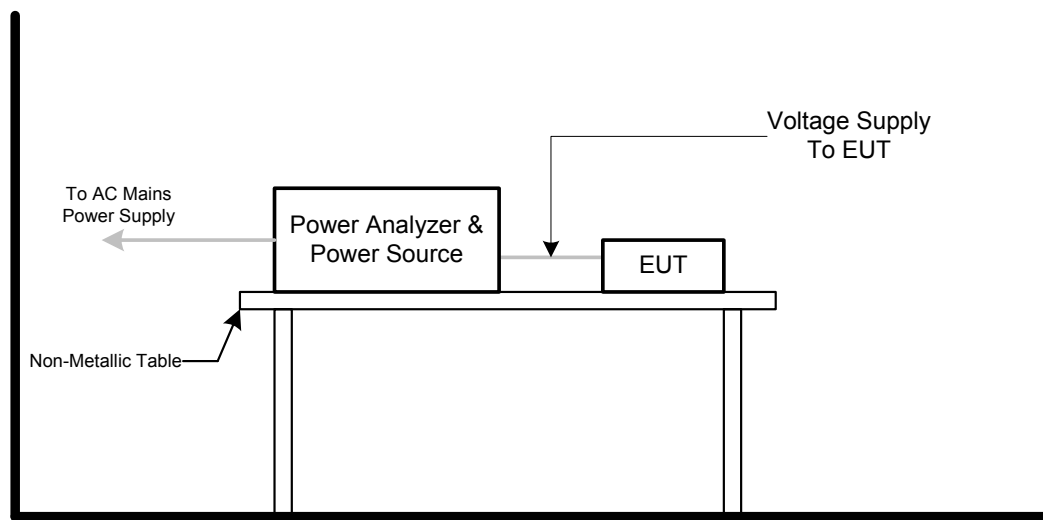 Voltage Supply
To EUT
To AC Mains
Power Supply
Power Analyzer &
Power Source
EUT
Non-Metallic Table